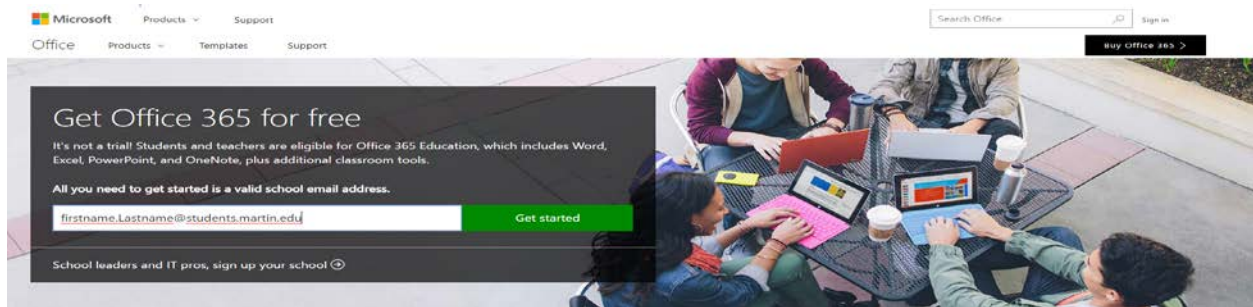 Microsoft Products Support
Search Office Sign in
Office Products Templates Support
Buy Office 365 >
Get Office 365 for free
It's not a trial! Students and teachers are eligible for Office 365 Education, which includes Word,
Excel, PowerPoint, and OneNote, plus additional classroom tools.
All you need to get started is a valid school email address.
firstname.Lastname@students.martin.edu
Get started
School leaders and IT pros, sign up your school